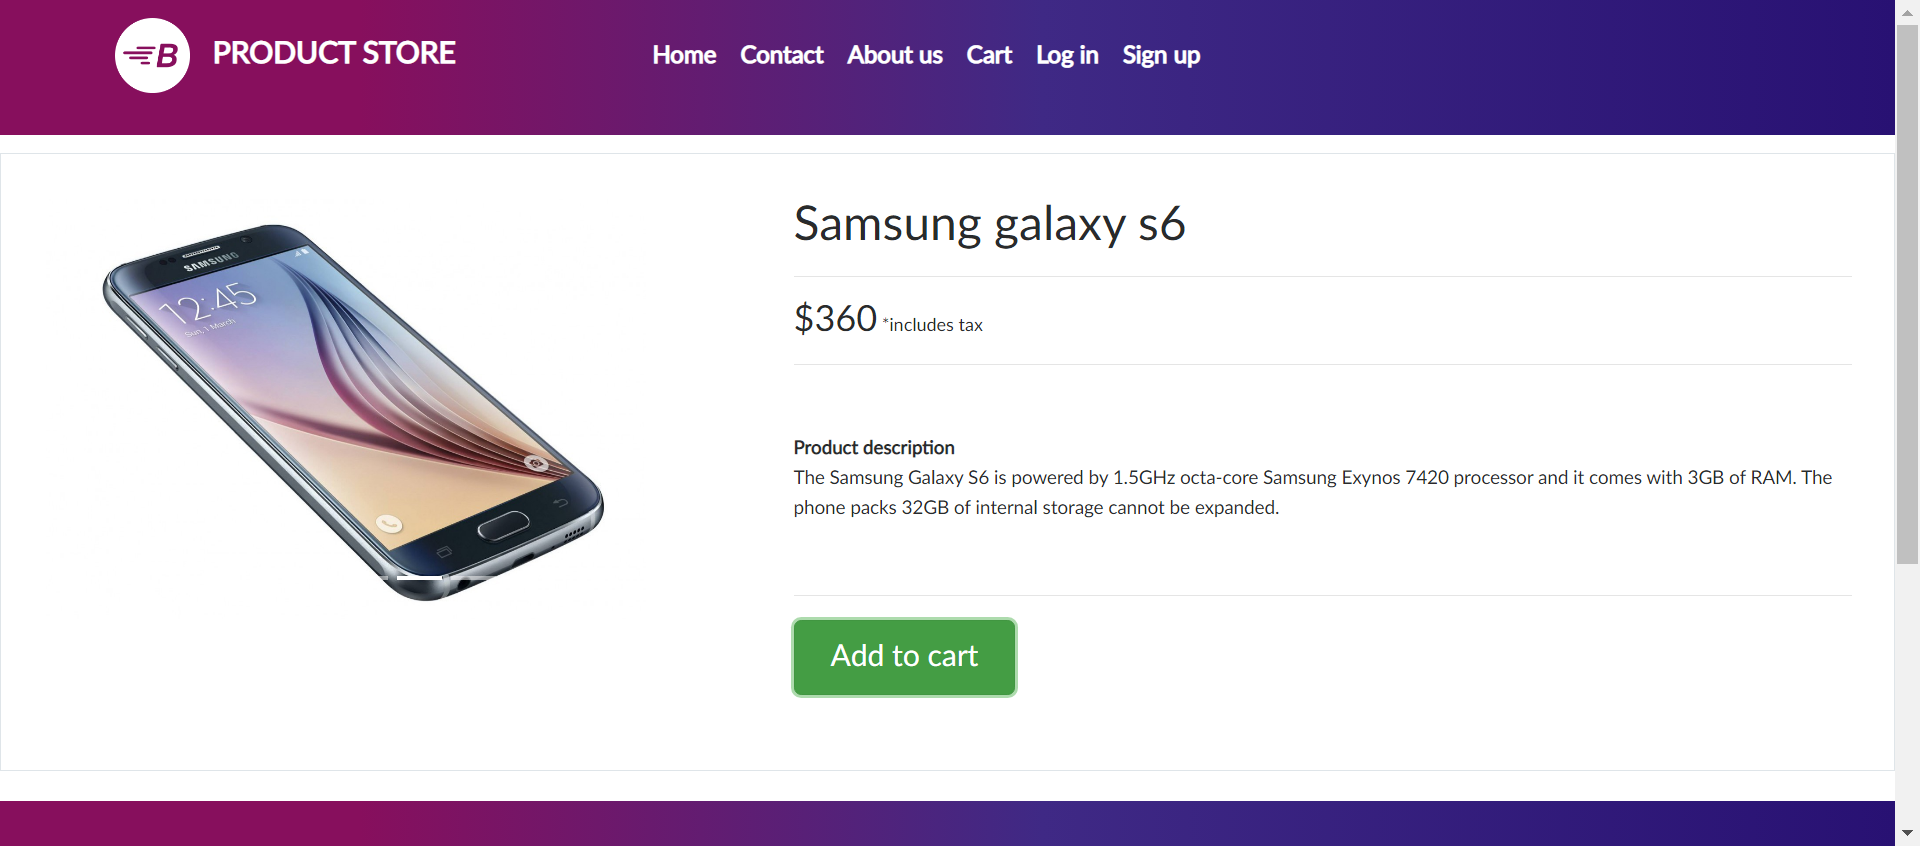 B PRODUCT STORE
Home Contact About us Cart Log in Sign up
Samsung galaxy s6
SAMSUNG
12:45
Sun, 1 March
$360 *includes tax
Product description
The Samsung Galaxy S6 is powered by 1.5GHz octa-core Samsung Exynos 7420 processor and it comes with 3GB of RAM. The
phone packs 32GB of internal storage cannot be expanded.
Add to cart